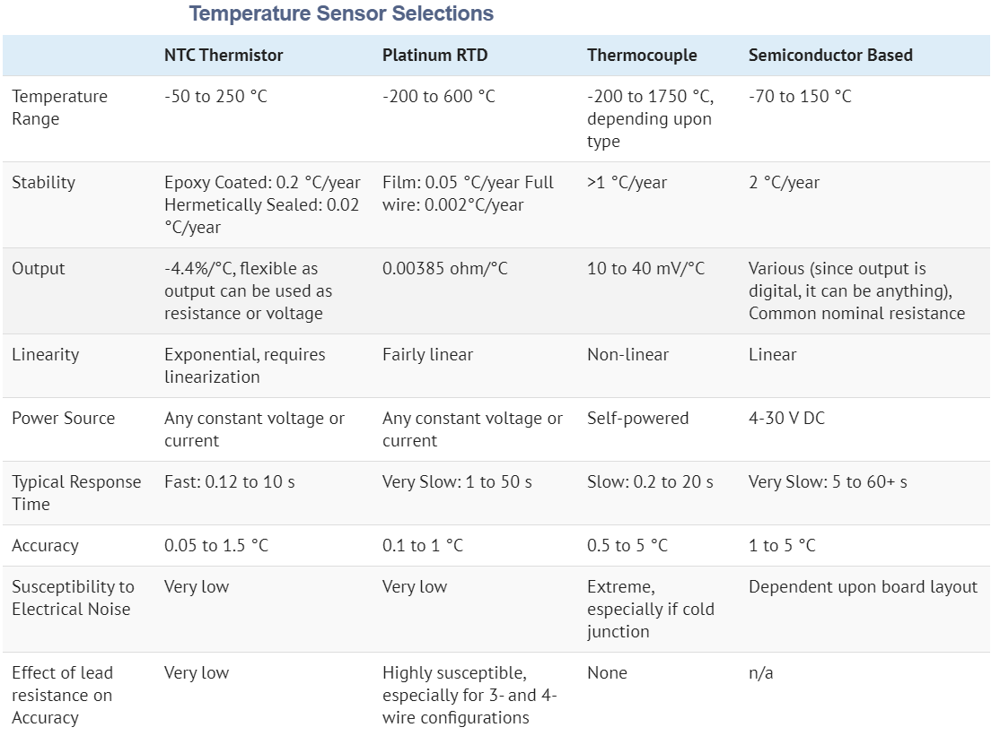 Temperature Sensor Selections
NTC Thermistor
Platinum RTD
Thermocouple
Semiconductor Based
Temperature
Range
-50 to 250 °C
-200 to 600 °C
-200 to 1750 °C,
depending upon
type
-70 to 150 °C
Stability
Epoxy Coated: 0.2 °C/year
Hermetically Sealed: 0.02
°C/year
Film: 0.05 °C/year Full
wire: 0.002°C/year
>1 °C/year
2 °C/year
Output
-4.4%/°C, flexible as
output can be used as
resistance or voltage
0.00385 ohm/°C
10 to 40 mV/°C
Various (since output is
digital, it can be anything),
Common nominal resistance
Linearity
Exponential, requires
linearization
Fairly linear
Non-linear
Linear
Power Source
Any constant voltage or
current
Any constant voltage or
current
Self-powered
4-30 V DC
Typical Response
Time
Fast: 0.12 to 10 s
Very Slow: 1 to 50 s
Slow: 0.2 to 20 s
Very Slow: 5 to 60+ s
Accuracy
0.05 to 1.5 °C
0.1 to 1 °C
0.5 to 5 °C
1 to 5 °C
Susceptibility to
Electrical Noise
Very low
Very low
Extreme,
especially if cold
junction
Dependent upon board layout
Effect of lead
resistance on
Accuracy
Very low
Highly susceptible,
especially for 3- and 4-
wire configurations
None
n/a